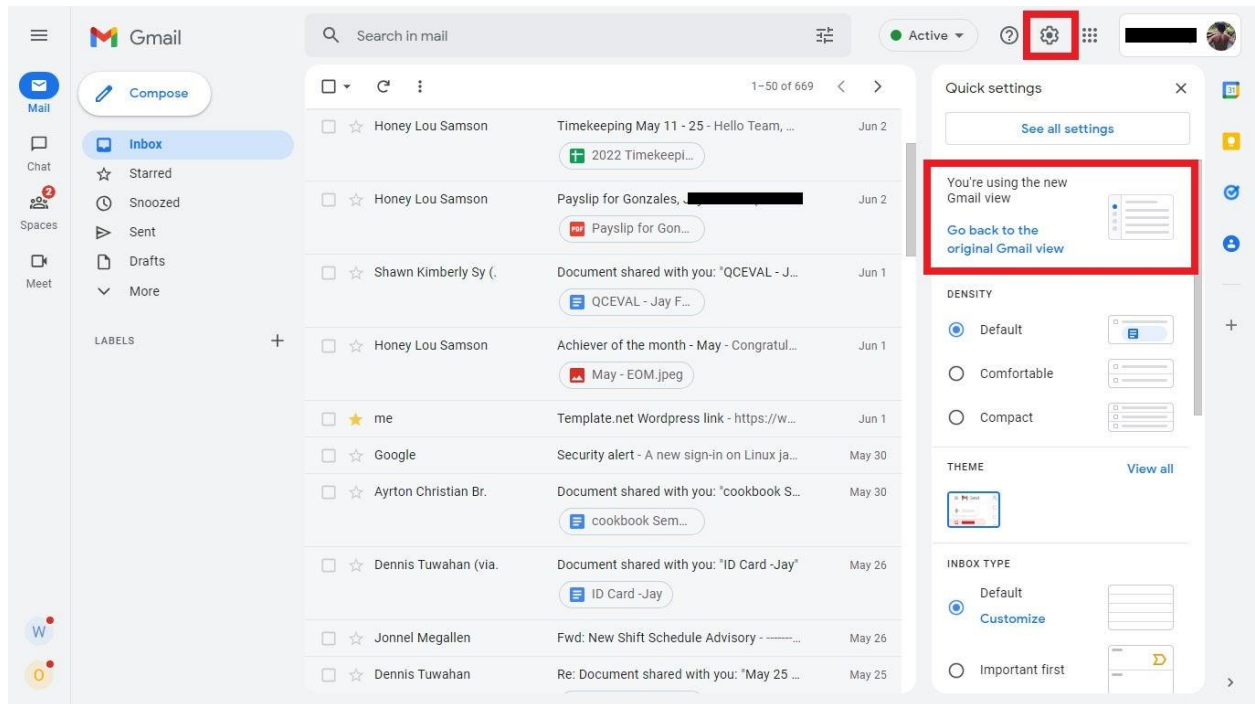 Gmail
Search in mail
Active
Mail
Compose
1–50 of 669
Quick settings
See all settings
Inbox
Starred
Snoozed
Sent
Drafts
More
LABELS
Chat
2
Spaces
Meet
W
O
Honey Lou Samson Timekeeping May 11 - 25 - Hello Team, ... Jun 2
2022 Timekeepi...
Honey Lou Samson Payslip for Gonzales, Jun 2
PDF Payslip for Gon...
Shawn Kimberly Sy (. Document shared with you: "QCEVAL - J... Jun 1
QCEVAL - Jay F...
Honey Lou Samson Achiever of the month - May - Congratul... Jun 1
May - EOM.jpeg
me Template.net Wordpress link - https://w... Jun 1
Google Security alert - A new sign-in on Linux ja... May 30
Ayrton Christian Br. Document shared with you: "cookbook S... May 30
cookbook Sem...
Dennis Tuwahan (via. Document shared with you: "ID Card -Jay" May 26
ID Card -Jay
Jonnel Megallen Fwd: New Shift Schedule Advisory - -------... May 26
Dennis Tuwahan Re: Document shared with you: "May 25 ... May 25
You're using the new
Gmail view
Go back to the
original Gmail view
DENSITY
Default
Comfortable
Compact
THEME View all
INBOX TYPE
Default
Customize
Important first
31